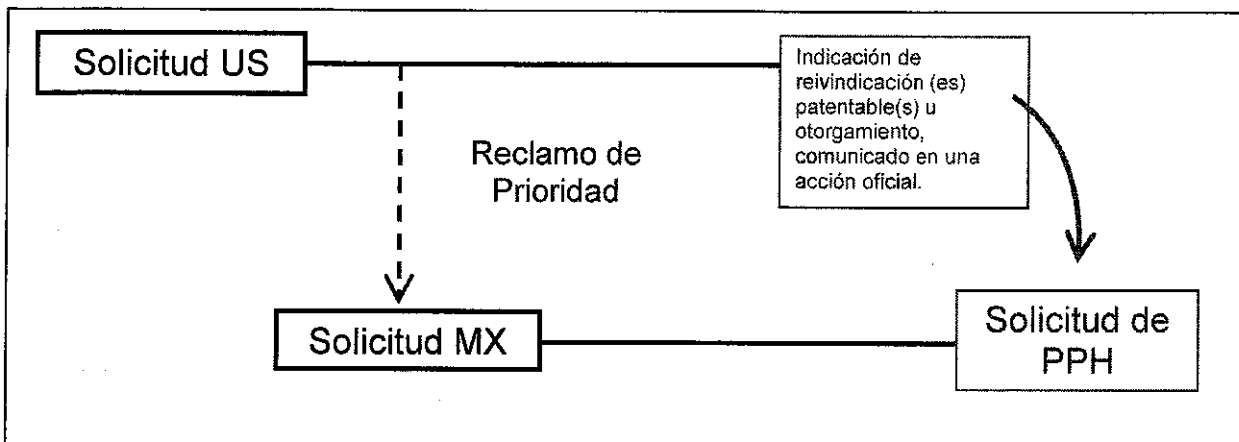 Solicitud US
Indicación de
reivindicación (es)
patentable(s) u
otorgamiento,
comunicado en una
acción oficial.
Reclamo de
Prioridad
Solicitud MX
Solicitud de
PPH